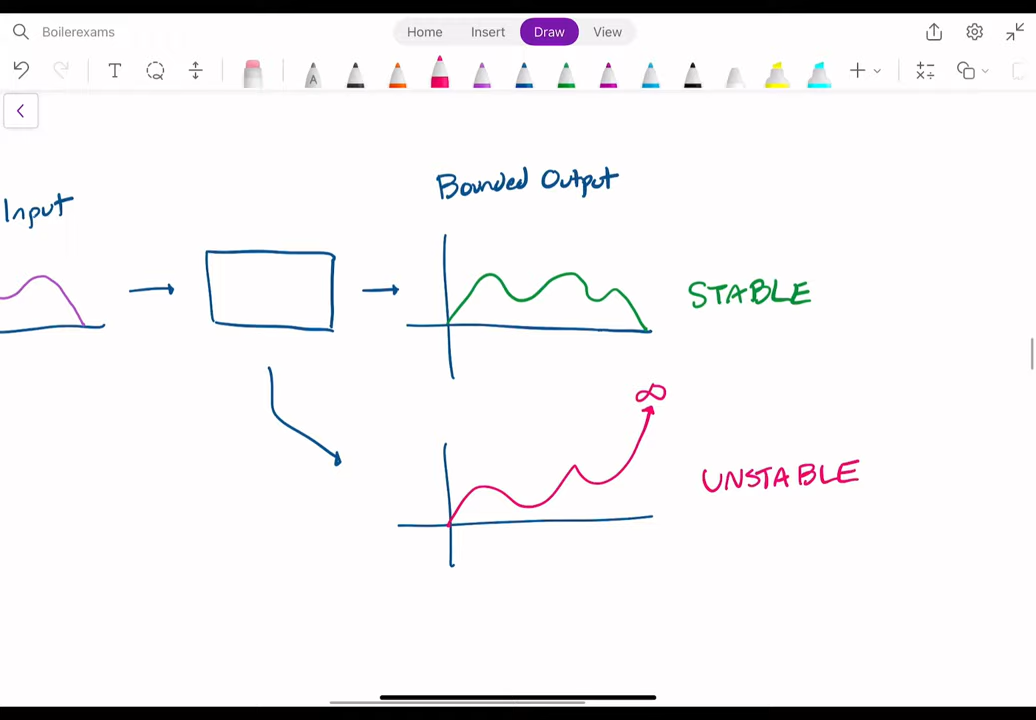 Boilerexams
Home Insert Draw View
T
A
Input
Bounded Output
STABLE
∞
UNSTABLE